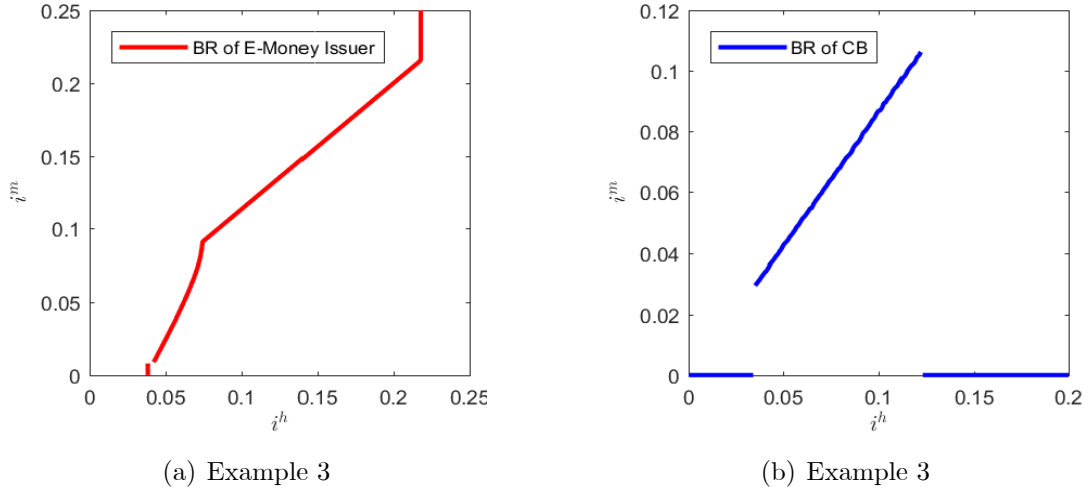 0.25
BR of E-Money Issuer
0.2
0.15
i^m
0.1
0.05
0
0 0.05 0.1 0.15 0.2 0.25
i^h
(a) Example 3
0.12
BR of CB
0.1
0.08
i^m
0.06
0.04
0.02
0
0 0.05 0.1 0.15 0.2
i^h
(b) Example 3